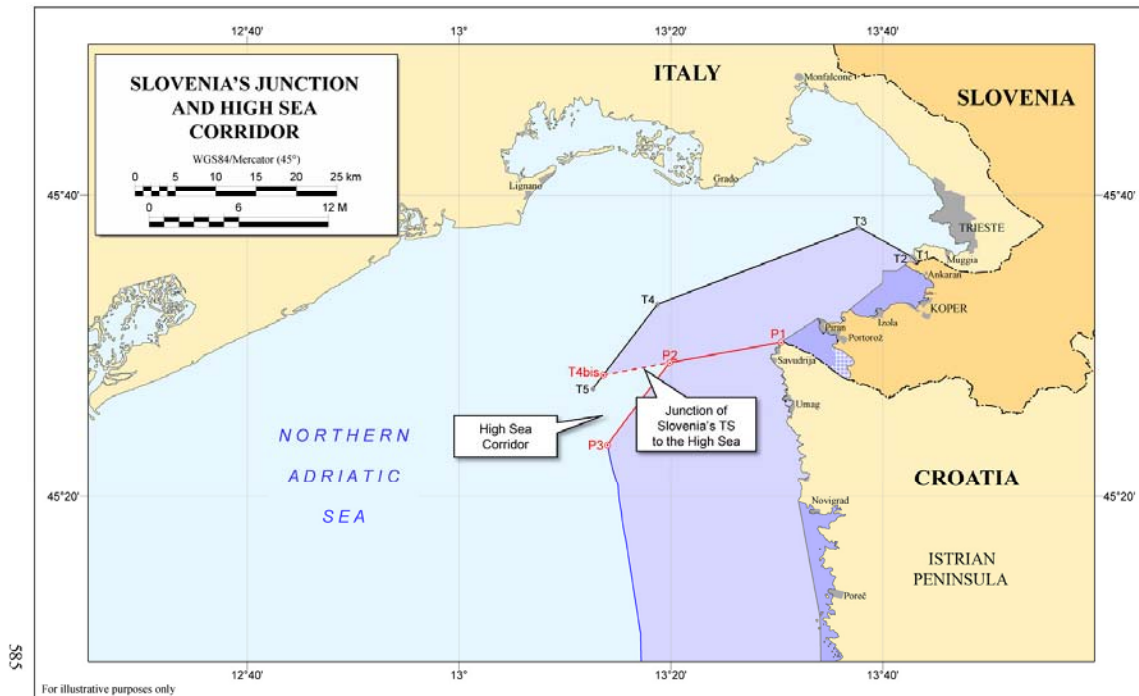 12°40'
13°
13°20'
13°40'
SLOVENIA'S JUNCTION
AND HIGH SEA
CORRIDOR
WGS84/Mercator (45°)
0 5 10 15 20 25 km
0 6 12 M
ITALY
Monfalcone
SLOVENIA
Lignano
Grado
45°40'
45°40'
TRIESTE
T3
T1
T2
Muggia
Ankaran
KOPER
Izola
T4
Piran
Portorož
P1
P2
Savudrija
T4bis
T5
Umag
Junction of
Slovenia's TS
to the High Sea
High Sea
Corridor
P3
NORTHERN
ADRIATIC
SEA
CROATIA
45°20'
45°20'
Novigrad
ISTRIAN
PENINSULA
Poreč
585
12°40'
13°
13°20'
13°40'
For illustrative purposes only